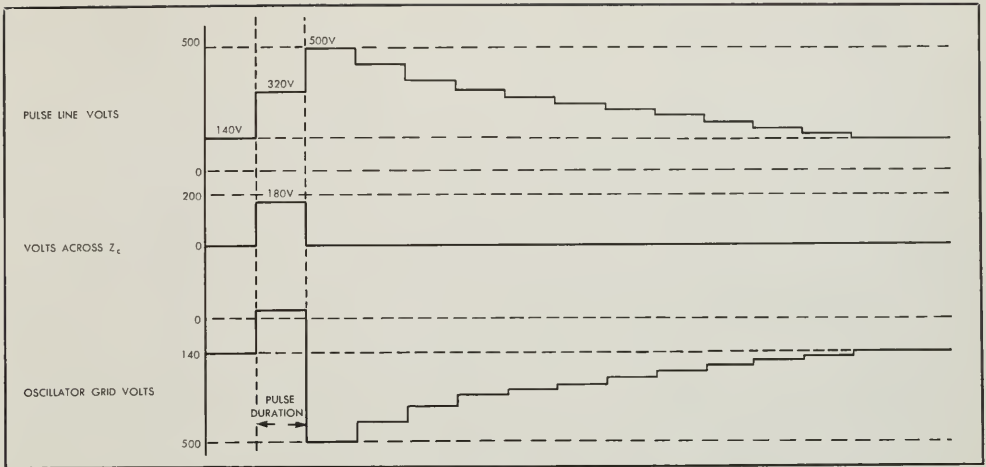 500
500V
320V
PULSE LINE VOLTS
140V
0
200
180V
VOLTS ACROSS Zc
0
0
140
OSCILLATOR GRID VOLTS
PULSE
DURATION
500